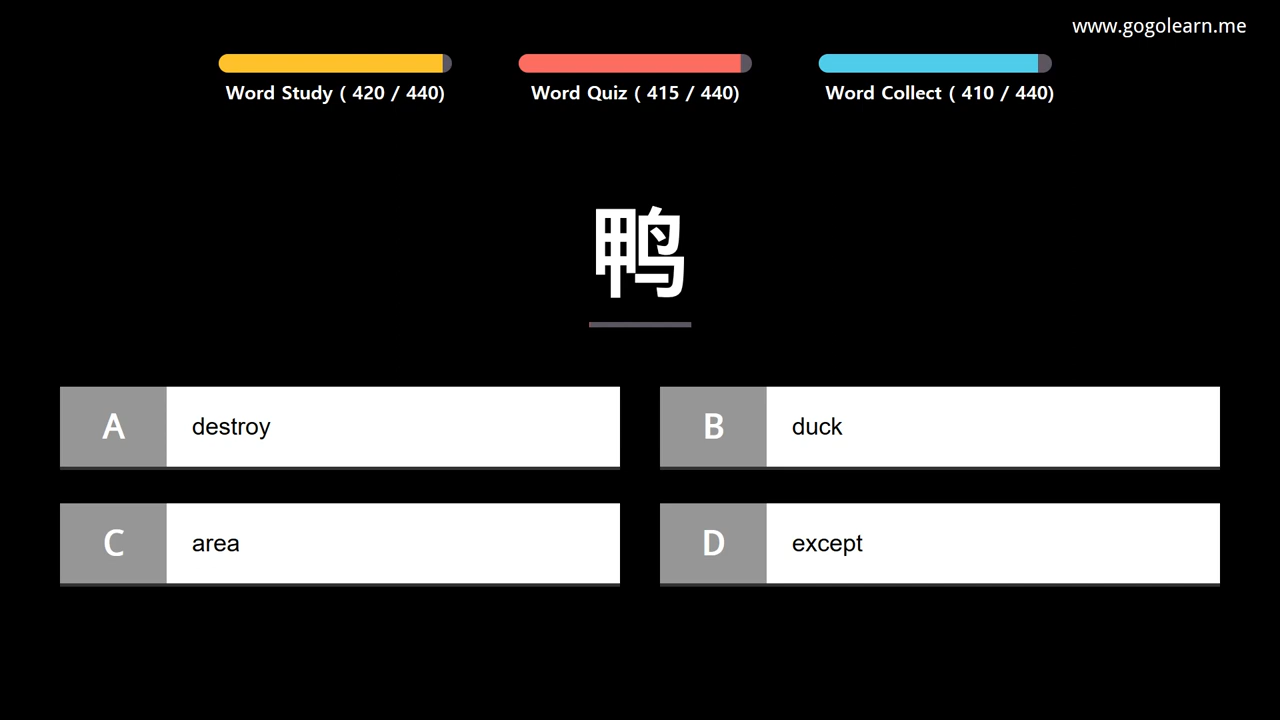 www.gogolearn.me
Word Study ( 420 / 440)
Word Quiz ( 415 / 440)
Word Collect ( 410 / 440)
鸭
A destroy
B duck
C area
D except